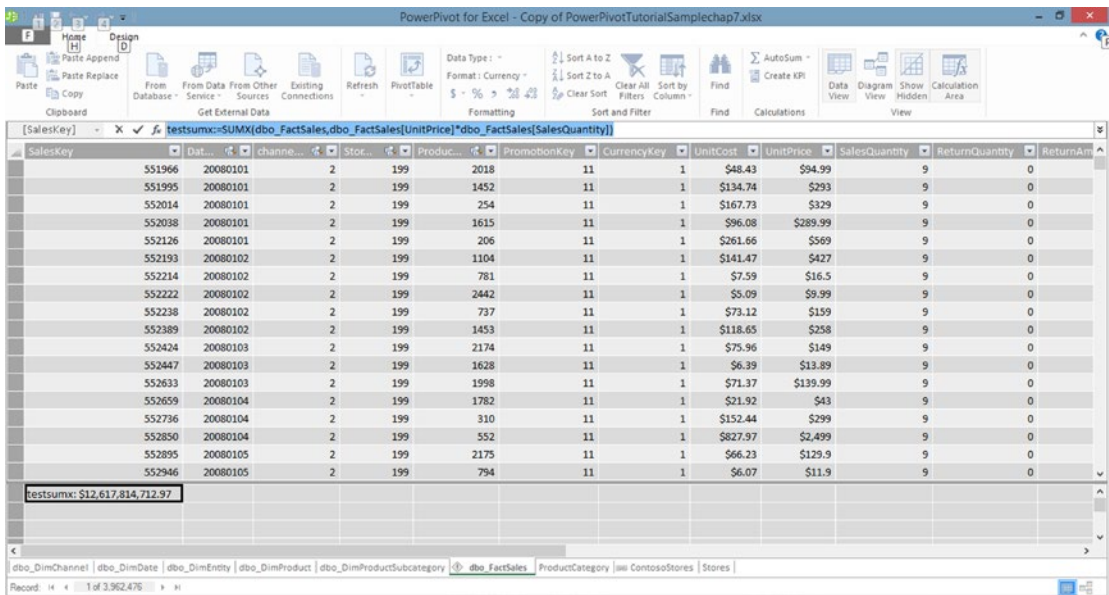 PowerPivot for Excel - Copy of PowerPivotTutorialSamplechap7.xlsx
1 2 3 4
F Home Design
H D
Paste Append
Paste Replace
Paste Copy
From Database
From Data Service
From Other Sources
Existing Connections
Refresh
PivotTable
Data Type :
Format : Currency
$ % ,
Sort A to Z
Sort Z to A
Clear Sort
Clear All Filters
Sort by Column
Find
AutoSum
Create KPI
Data View
Diagram View
Show Hidden
Calculation Area
Clipboard Get External Data Formatting Sort and Filter Find Calculations View
[SalesKey] fx testsumx:=SUMX(dbo_FactSales,dbo_FactSales[UnitPrice]*dbo_FactSales[SalesQuantity])
SalesKey Dat... channe... Stor... Produc... PromotionKey CurrencyKey UnitCost UnitPrice SalesQuantity ReturnQuantity ReturnAm
551966 20080101 2 199 2018 11 1 $48.43 $94.99 9 0
551995 20080101 2 199 1452 11 1 $134.74 $293 9 0
552014 20080101 2 199 254 11 1 $167.73 $329 9 0
552038 20080101 2 199 1615 11 1 $96.08 $289.99 9 0
552126 20080101 2 199 206 11 1 $261.66 $569 9 0
552193 20080102 2 199 1104 11 1 $141.47 $427 9 0
552214 20080102 2 199 781 11 1 $7.59 $16.5 9 0
552222 20080102 2 199 2442 11 1 $5.09 $9.99 9 0
552238 20080102 2 199 737 11 1 $73.12 $159 9 0
552389 20080102 2 199 1453 11 1 $118.65 $258 9 0
552424 20080103 2 199 2174 11 1 $75.96 $149 9 0
552447 20080103 2 199 1628 11 1 $6.39 $13.89 9 0
552633 20080103 2 199 1998 11 1 $71.37 $139.99 9 0
552659 20080104 2 199 1782 11 1 $21.92 $43 9 0
552736 20080104 2 199 310 11 1 $152.44 $299 9 0
552850 20080104 2 199 552 11 1 $827.97 $2,499 9 0
552895 20080105 2 199 2175 11 1 $66.23 $129.9 9 0
552946 20080105 2 199 794 11 1 $6.07 $11.9 9 0
testsumx: $12,617,814,712.97
dbo_DimChannel dbo_DimDate dbo_DimEntity dbo_DimProduct dbo_DimProductSubcategory dbo_FactSales ProductCategory ContosoStores Stores
Record: 1 of 3,962,476